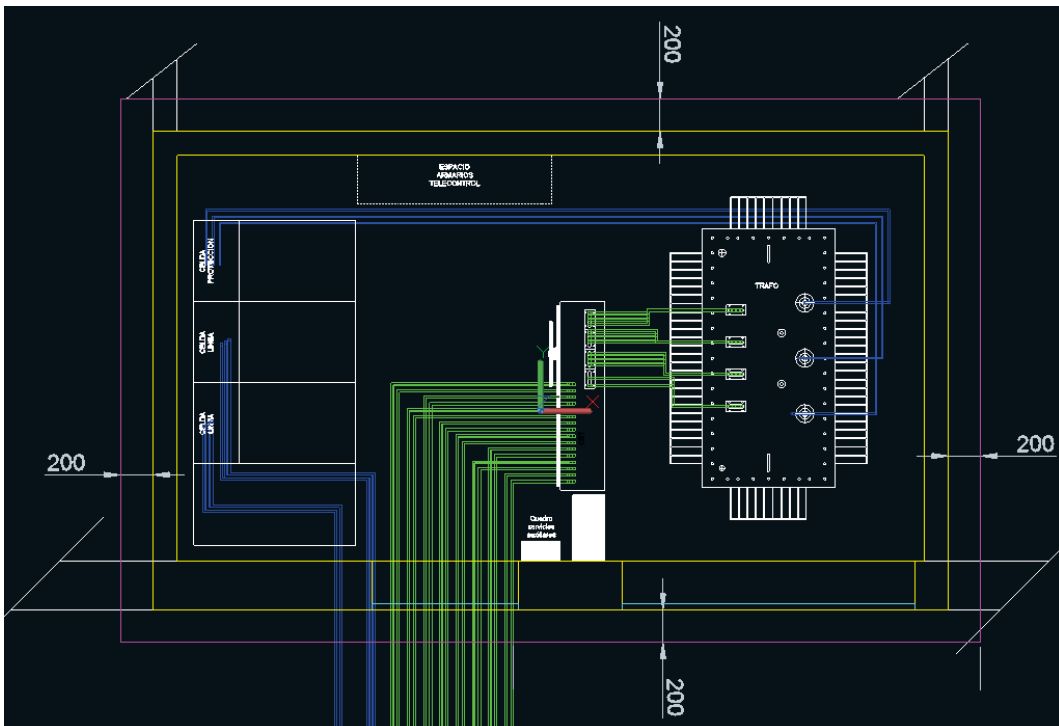 200
ESPACIO
ARMARIOS
TELECONTROL
CELDA
PROTECCION
TRAFO
CELDA
LINEA
Y
X
CELDA
LINEA
200
200
Cuadro
servicios
auxiliares
200